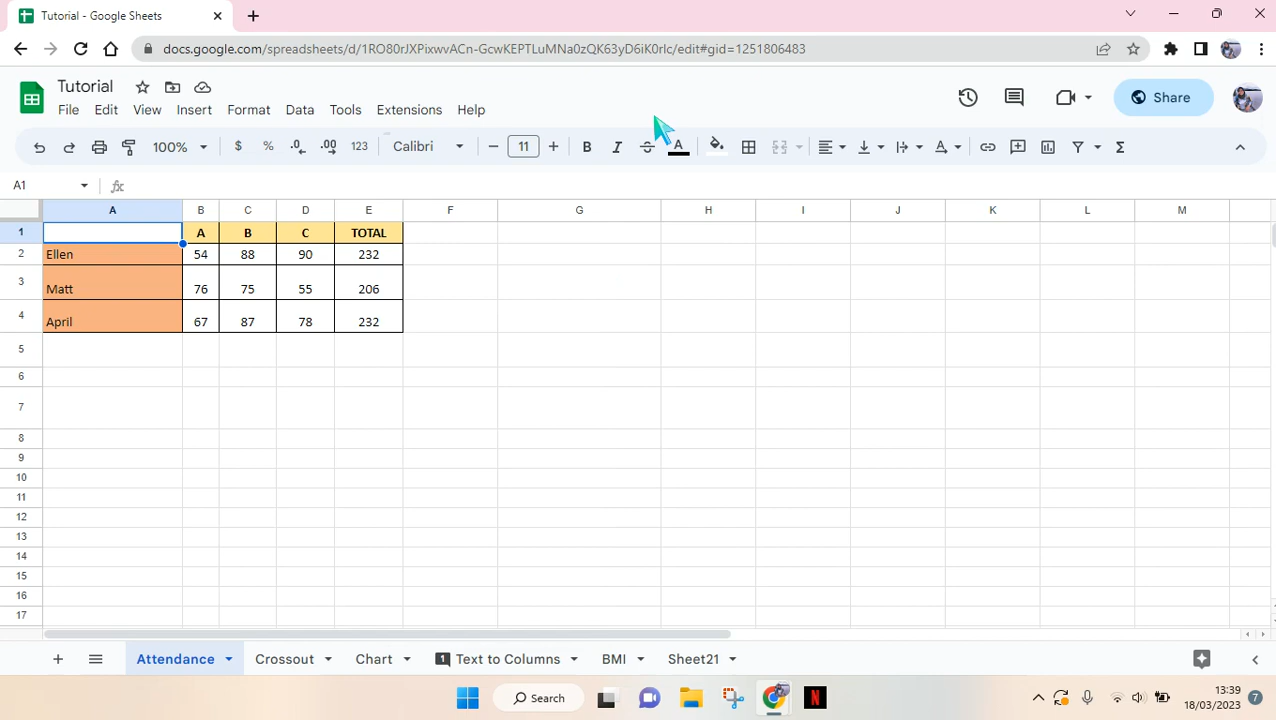 Tutorial - Google Sheets
docs.google.com/spreadsheets/d/1RO80rJXPixwvACn-GcwKEPTLuMNa0zQK63yD6iK0rIc/edit#gid=1251806483
Tutorial
File Edit View Insert Format Data Tools Extensions Help
Share
100% $ % .0 .00 123 Calibri 11 B I S A A Σ
A1 fx
A B C D E F G H I J K L M
1 A B C TOTAL
2 Ellen 54 88 90 232
3 Matt 76 75 55 206
4 April 67 87 78 232
5
6
7
8
9
10
11
12
13
14
15
16
17
Attendance Crossout Chart 1 Text to Columns BMI Sheet21
Search N 13:39
18/03/2023 7